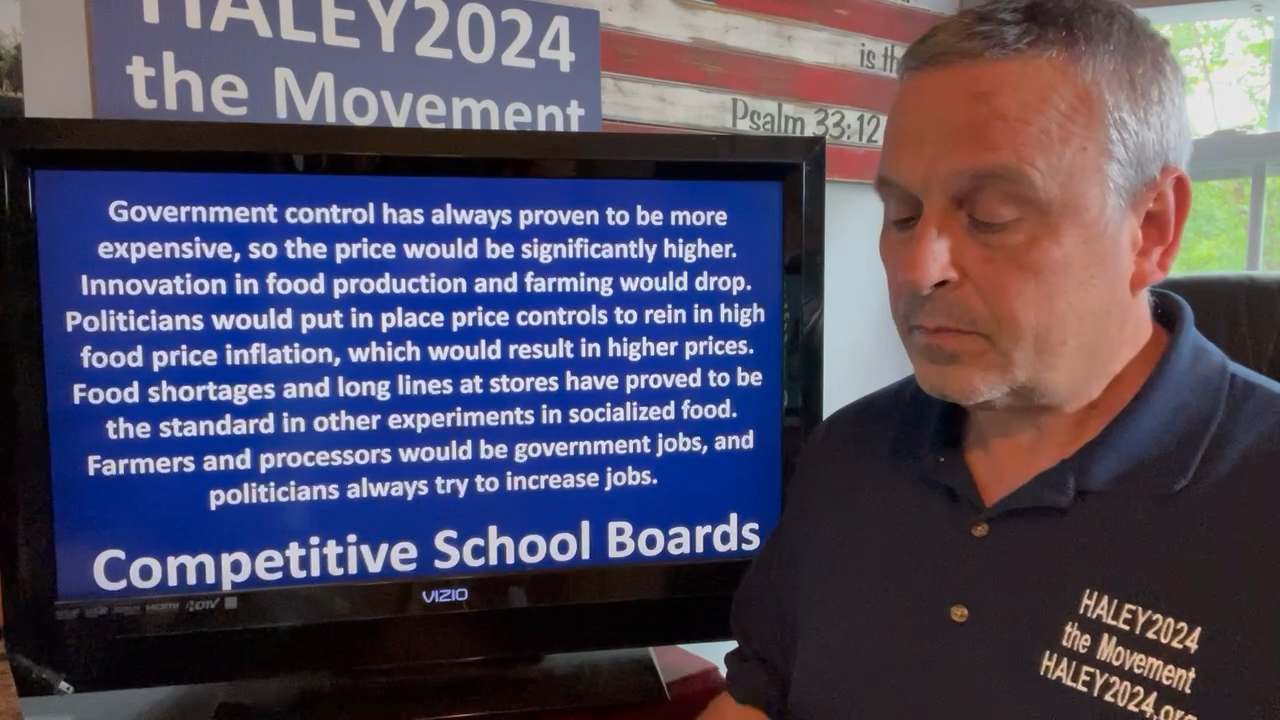 HALEY2024
the Movement
is th
Psalm 33:12
Government control has always proven to be more
expensive, so the price would be significantly higher.
Innovation in food production and farming would drop.
Politicians would put in place price controls to rein in high
food price inflation, which would result in higher prices.
Food shortages and long lines at stores have proved to be
the standard in other experiments in socialized food.
Farmers and processors would be government jobs, and
politicians always try to increase jobs.
Competitive School Boards
VIZIO
HDMI HDTV
HALEY2024
the Movement
HALEY2024.org